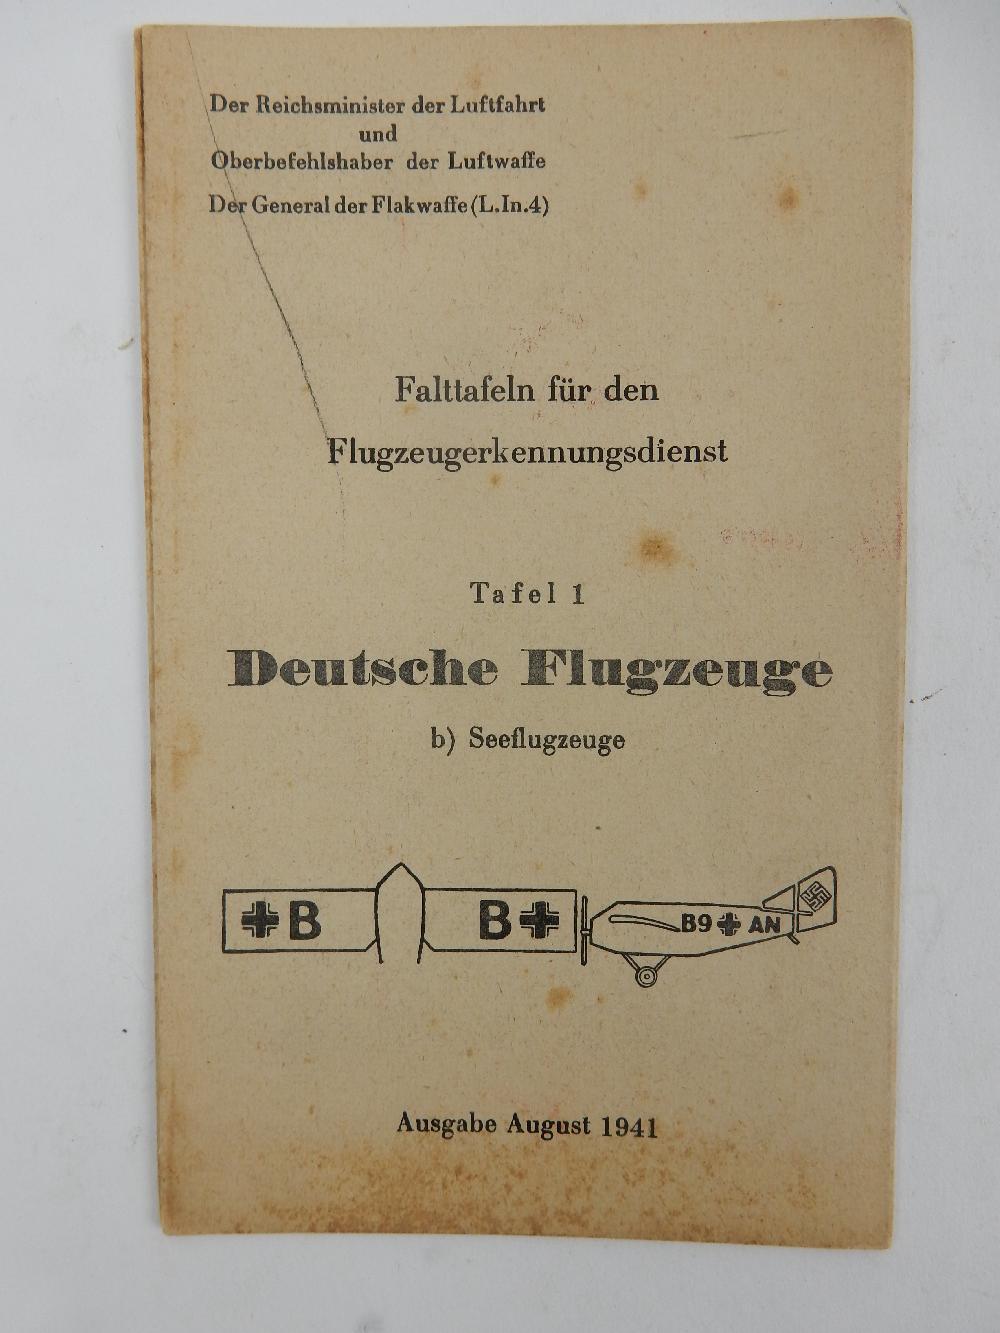 Der Reichsminister der Luftfahrt
und
Oberbefehlshaber der Luftwaffe
Der General der Flakwaffe (L.In.4)
Falttafeln für den
Flugzeugerkennungsdienst
Tafel 1
Deutsche Flugzeuge
b) Seeflugzeuge
B B
B9 AN
Ausgabe August 1941